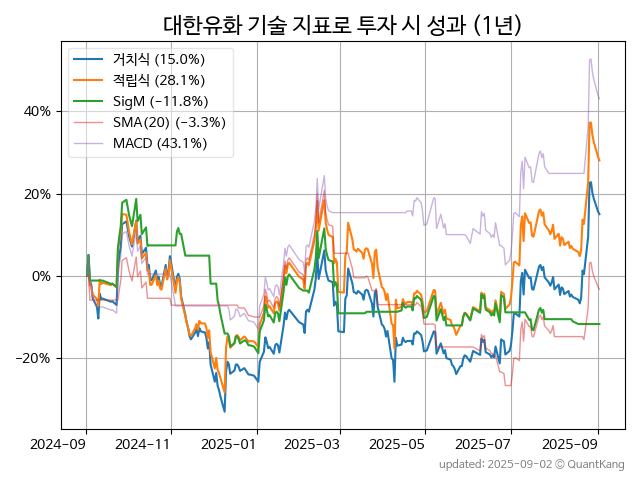 대한유화 기술 지표로 투자 시 성과 (1년)
거치식 (15.0%)
적립식 (28.1%)
SigM (−11.8%)
SMA(20) (−3.3%)
MACD (43.1%)
40%
20%
0%
−20%
2024-09 2024-11 2025-01 2025-03 2025-05 2025-07 2025-09
updated: 2025-09-02 © QuantKang